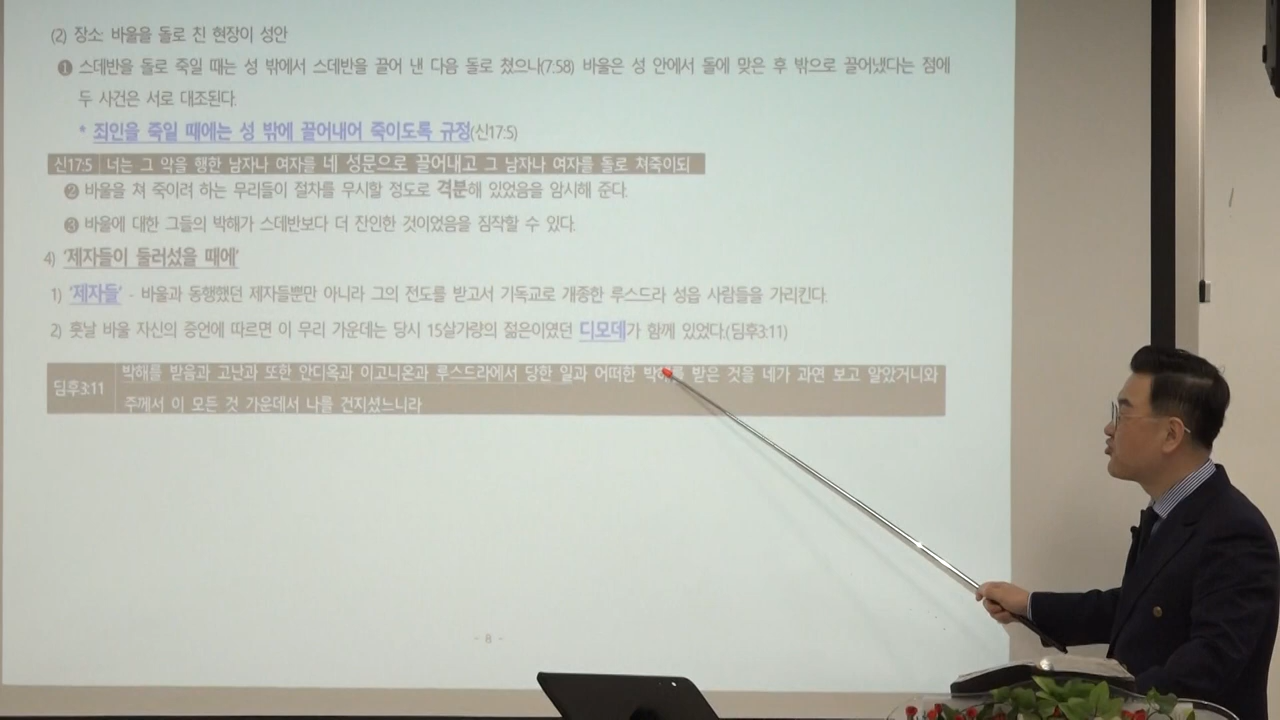 (2) 장소: 바울을 돌로 친 현장이 성안
❶ 스데반을 돌로 죽일 때는 성 밖에서 스데반을 끌어 낸 다음 돌로 쳤으나(7:58) 바울은 성 안에서 돌에 맞은 후 밖으로 끌어냈다는 점에
두 사건은 서로 대조된다.
* 죄인을 죽일 때에는 성 밖에 끌어내어 죽이도록 규정(신17:5)
신17:5 너는 그 악을 행한 남자나 여자를 네 성문으로 끌어내고 그 남자나 여자를 돌로 쳐죽이되
❷ 바울을 쳐 죽이려 하는 무리들이 절차를 무시할 정도로 격분해 있었음을 암시해 준다.
❸ 바울에 대한 그들의 박해가 스데반보다 더 잔인한 것이었음을 짐작할 수 있다.
4) '제자들이 둘러섰을 때에'
1) '제자들' - 바울과 동행했던 제자들뿐만 아니라 그의 전도를 받고서 기독교로 개종한 루스드라 성읍 사람들을 가리킨다.
2) 훗날 바울 자신의 증언에 따르면 이 무리 가운데는 당시 15살가량의 젊은이였던 디모데가 함께 있었다.(딤후3:11)
딤후3:11 박해를 받음과 고난과 또한 안디옥과 이고니온과 루스드라에서 당한 일과 어떠한 박해를 받은 것을 네가 과연 보고 알았거니와
주께서 이 모든 것 가운데서 나를 건지셨느니라
- 8 -